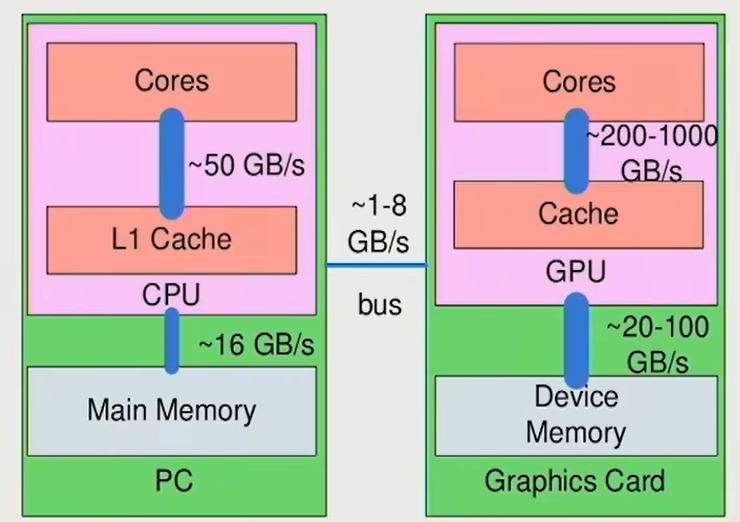 Cores
~50 GB/s
L1 Cache
CPU
~16 GB/s
Main Memory
PC
~1-8
GB/s
bus
Cores
~200-1000
GB/s
Cache
GPU
~20-100
GB/s
Device
Memory
Graphics Card